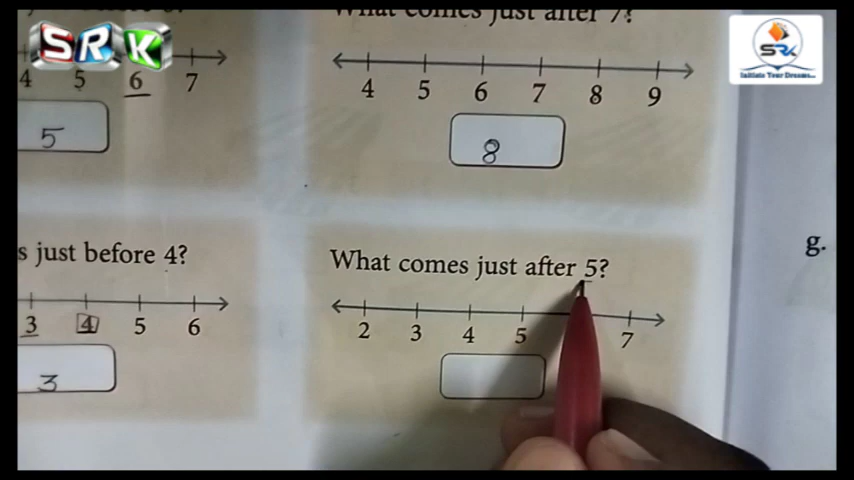 SRK
What comes just after 7?
SRK
Initiate Your Dreams...
4 5 6 7
4 5 6 7 8 9
5
8
s just before 4?
What comes just after 5?
g.
3 4 5 6
2 3 4 5 7
3